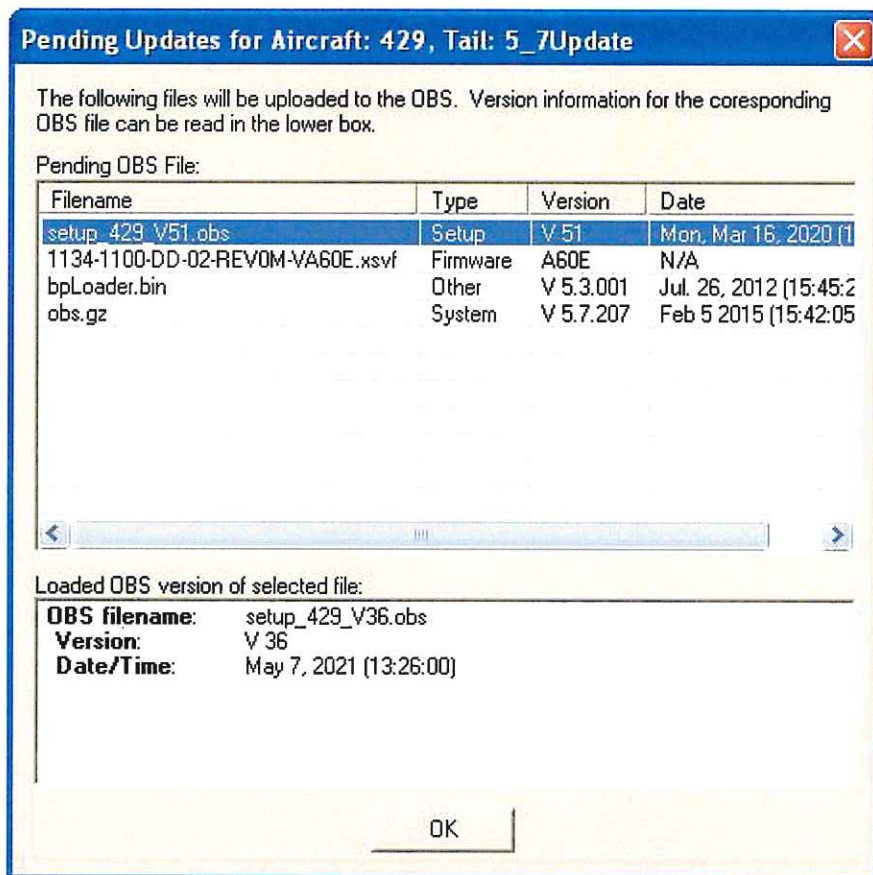 Pending Updates for Aircraft: 429, Tail: 5_7Update
The following files will be uploaded to the OBS. Version information for the coresponding
OBS file can be read in the lower box.
Pending OBS File:
Filename Type Version Date
setup_429_V51.obs Setup V 51 Mon, Mar 16, 2020 (1
1134-1100-DD-02-REV0M-VA60E.xsvf Firmware A60E N/A
bpLoader.bin Other V 5.3.001 Jul. 26, 2012 (15:45:2
obs.gz System V 5.7.207 Feb 5 2015 (15:42:05
Loaded OBS version of selected file:
OBS filename: setup_429_V36.obs
Version: V 36
Date/Time: May 7, 2021 (13:26:00)
OK